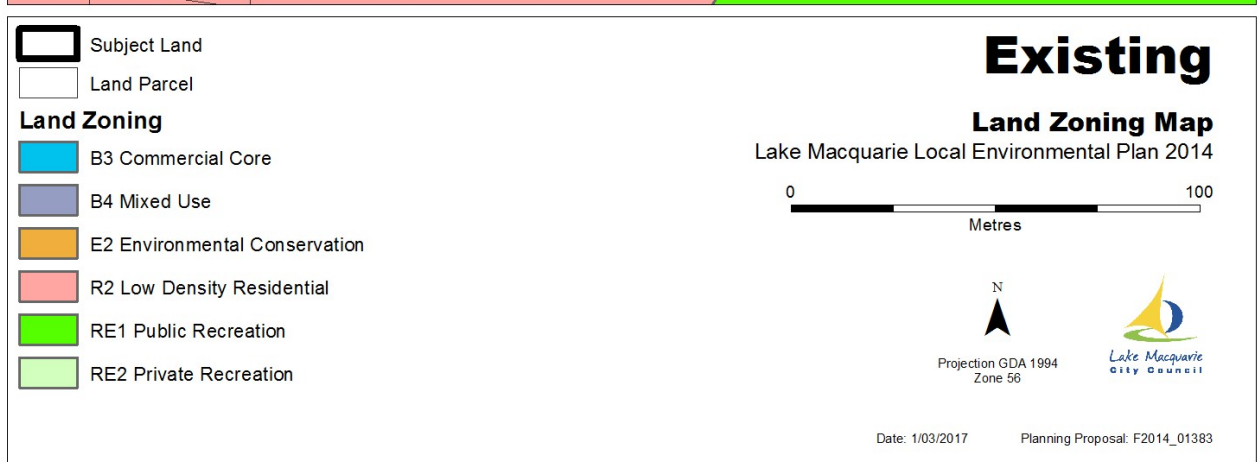 Subject Land
Land Parcel
Land Zoning
B3 Commercial Core
B4 Mixed Use
E2 Environmental Conservation
R2 Low Density Residential
RE1 Public Recreation
RE2 Private Recreation
Existing
Land Zoning Map
Lake Macquarie Local Environmental Plan 2014
0 100
Metres
N
Projection GDA 1994
Zone 56
Lake Macquarie
City Council
Date: 1/03/2017 Planning Proposal: F2014_01383